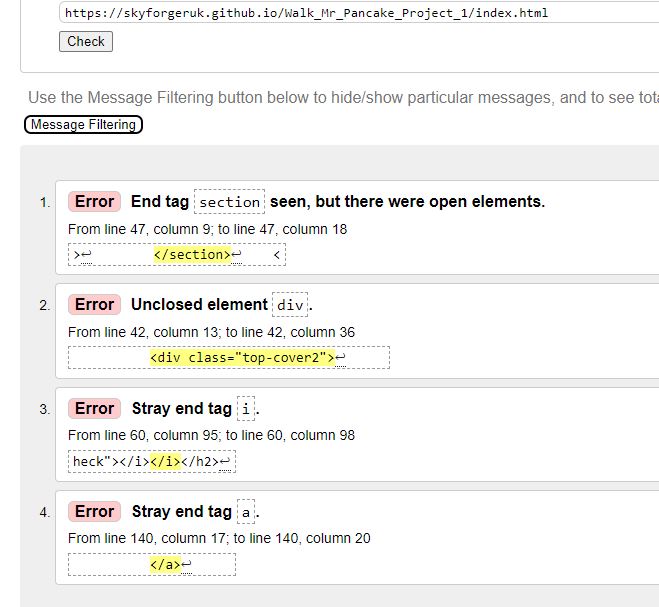 https://skyforgeruk.github.io/Walk_Mr_Pancake_Project_1/index.html
Check
Use the Message Filtering button below to hide/show particular messages, and to see tota
Message Filtering
1. Error End tag section seen, but there were open elements.
From line 47, column 9; to line 47, column 18
>↩ </section>↩ <
2. Error Unclosed element div.
From line 42, column 13; to line 42, column 36
<div class="top-cover2">↩
3. Error Stray end tag i.
From line 60, column 95; to line 60, column 98
heck"></i></i></h2>↩
4. Error Stray end tag a.
From line 140, column 17; to line 140, column 20
</a>↩